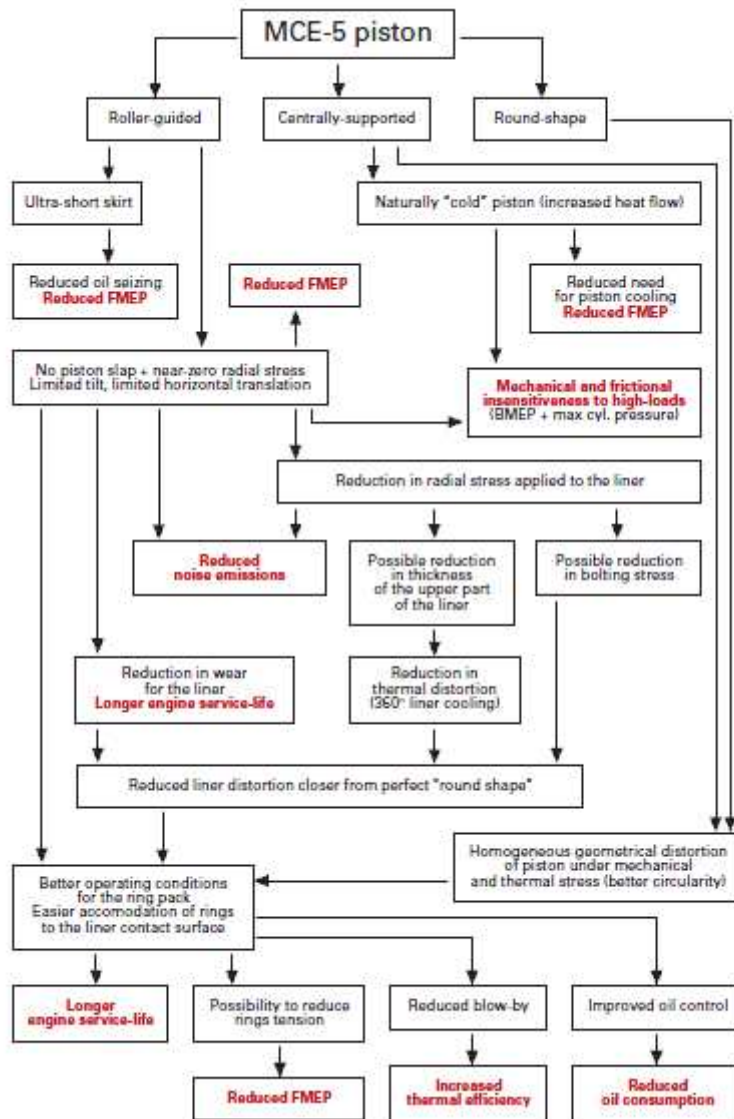 MCE-5 piston
Roller-guided
Centrally-supported
Round-shape
Ultra-short skirt
Naturally "cold" piston (increased heat flow)
Reduced oil seizing
Reduced FMEP
Reduced FMEP
Reduced need
for piston cooling
Reduced FMEP
No piston slap + near-zero radial stress
Limited tilt, limited horizontal translation
Mechanical and frictional
insensitiveness to high-loads
(BMEP + max cyl. pressure)
Reduction in radial stress applied to the liner
Reduced
noise emissions
Possible reduction
in thickness
of the upper part
of the liner
Possible reduction
in bolting stress
Reduction in wear
for the liner
Longer engine service-life
Reduction in
thermal distortion
(360° liner cooling)
Reduced liner distortion closer from perfect "round shape"
Homogeneous geometrical distortion
of piston under mechanical
and thermal stress (better circularity)
Better operating conditions
for the ring pack
Easier accomodation of rings
to the liner contact surface
Longer
engine service-life
Possibility to reduce
rings tension
Reduced blow-by
Improved oil control
Reduced FMEP
Increased
thermal efficiency
Reduced
oil consumption